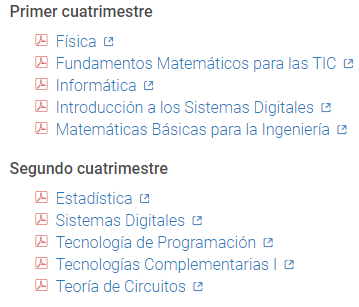 Primer cuatrimestre
Física
Fundamentos Matemáticos para las TIC
Informática
Introducción a los Sistemas Digitales
Matemáticas Básicas para la Ingeniería
Segundo cuatrimestre
Estadística
Sistemas Digitales
Tecnología de Programación
Tecnologías Complementarias I
Teoría de Circuitos